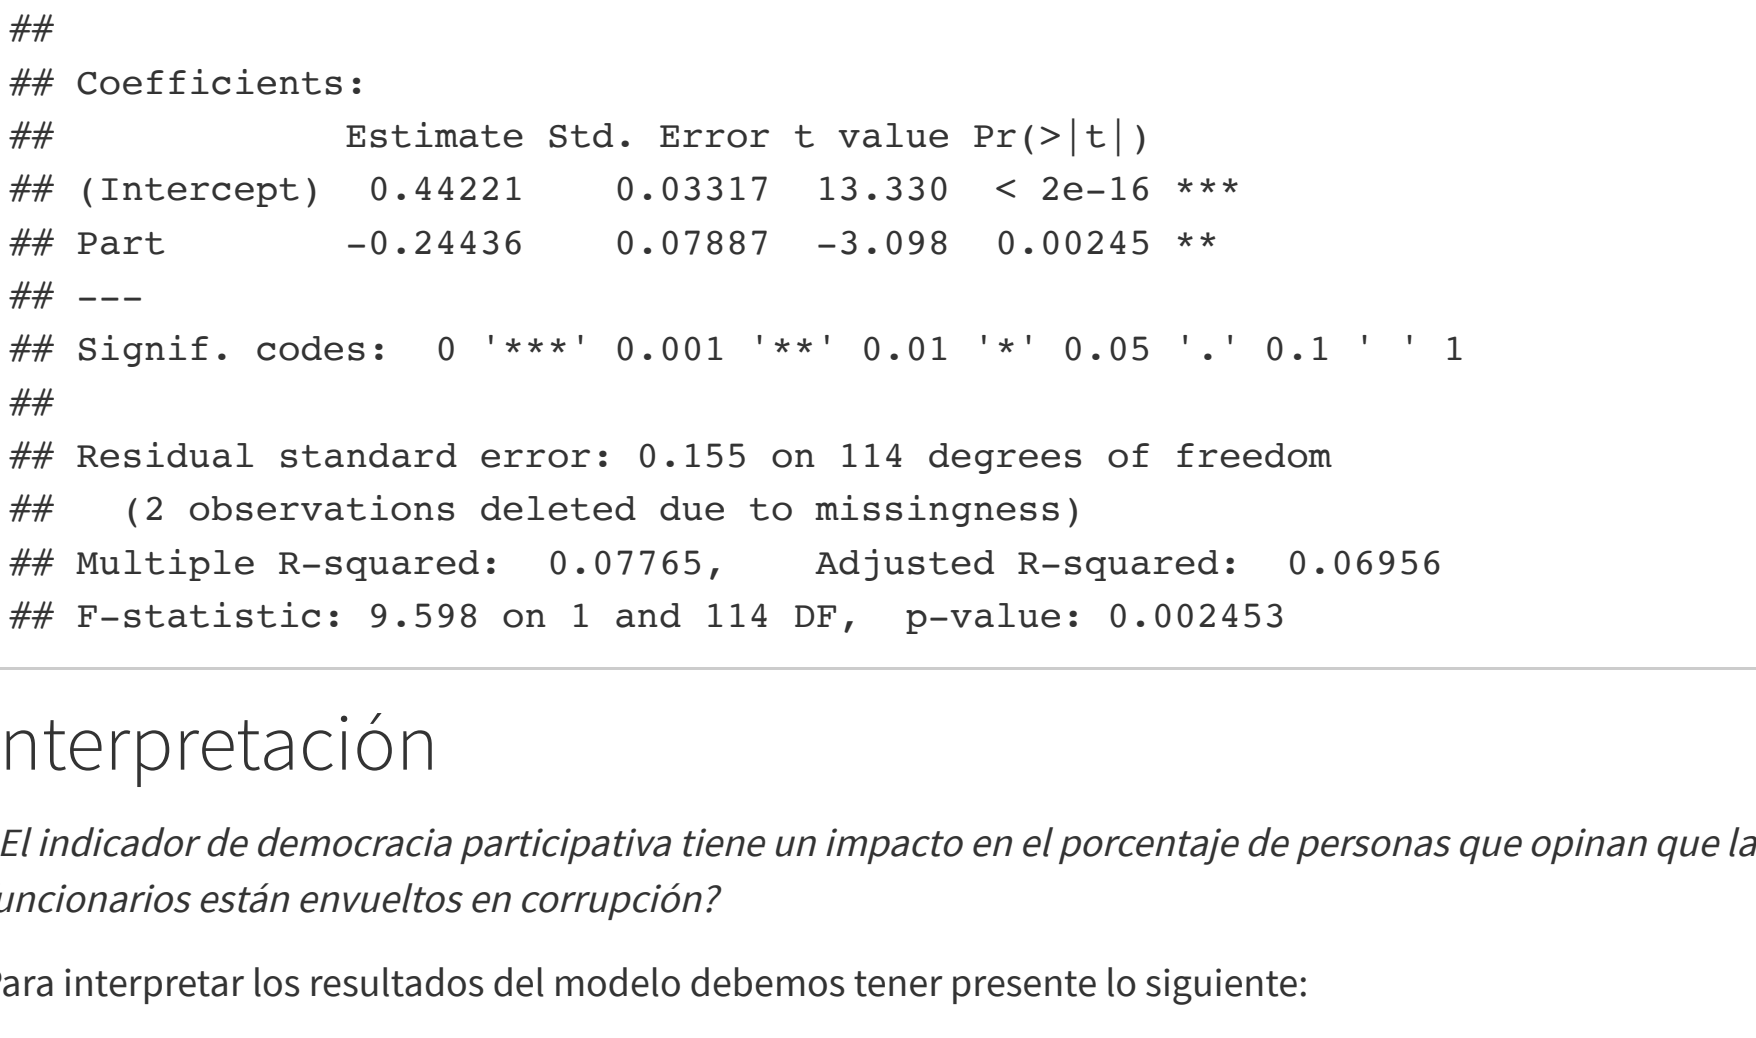 ##
## Coefficients:
##             Estimate Std. Error t value Pr(>|t|)
## (Intercept)  0.44221    0.03317  13.330  < 2e-16 ***
## Part        -0.24436    0.07887  -3.098  0.00245 **
## ---
## Signif. codes:  0 '***' 0.001 '**' 0.01 '*' 0.05 '.' 0.1 ' ' 1
##
## Residual standard error: 0.155 on 114 degrees of freedom
##   (2 observations deleted due to missingness)
## Multiple R-squared:  0.07765,    Adjusted R-squared:  0.06956
## F-statistic: 9.598 on 1 and 114 DF,  p-value: 0.002453
nterpretación
El indicador de democracia participativa tiene un impacto en el porcentaje de personas que opinan que la
uncionarios están envueltos en corrupción?
Para interpretar los resultados del modelo debemos tener presente lo siguiente: